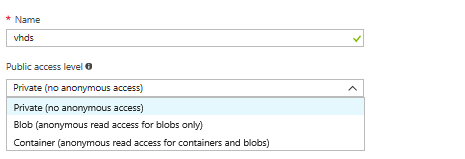 * Name
vhds
Public access level
Private (no anonymous access)
Private (no anonymous access)
Blob (anonymous read access for blobs only)
Container (anonymous read access for containers and blobs)